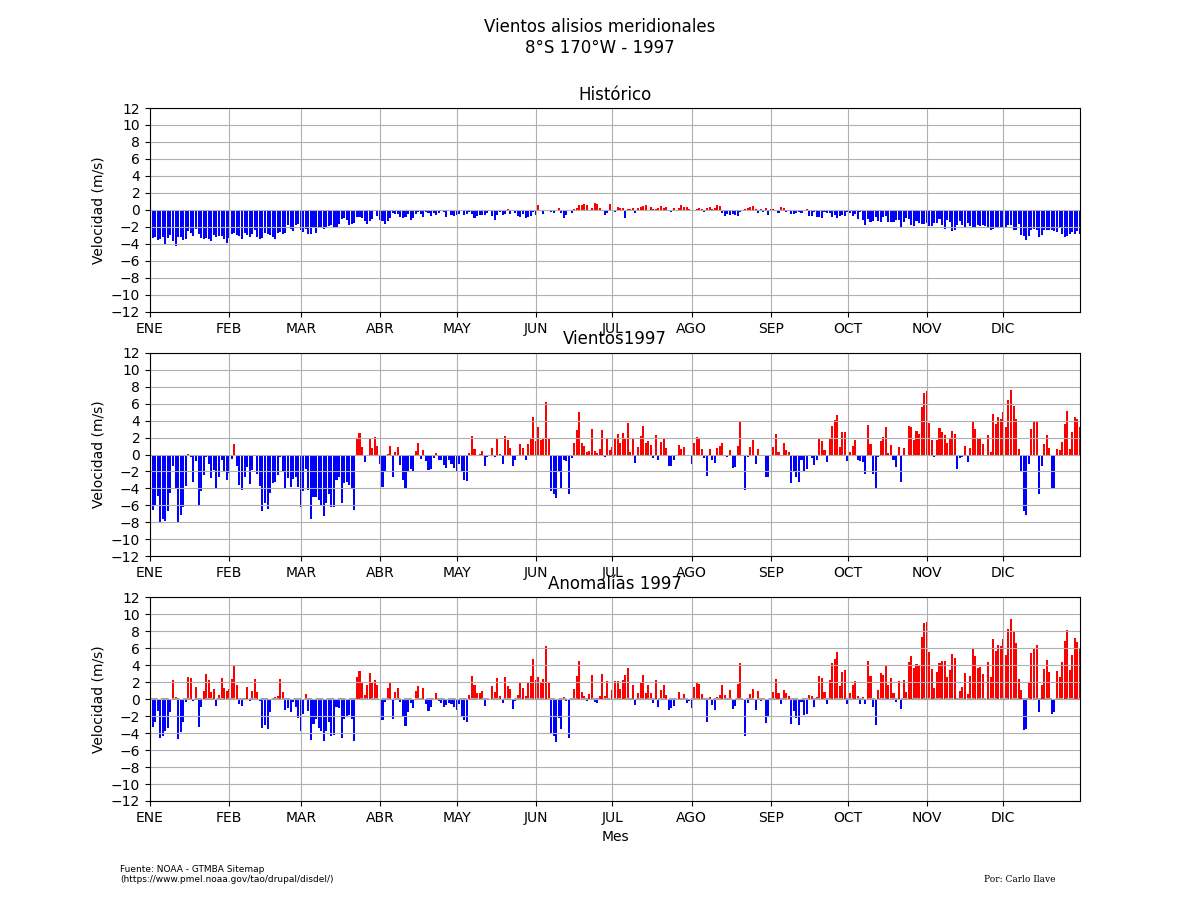 Vientos alisios meridionales
8°S 170°W - 1997
Histórico
12
10
8
6
4
2
0
−2
−4
−6
−8
−10
−12
Velocidad (m/s)
ENE FEB MAR ABR MAY JUN JUL AGO SEP OCT NOV DIC
Vientos1997
12
10
8
6
4
2
0
−2
−4
−6
−8
−10
−12
Velocidad (m/s)
ENE FEB MAR ABR MAY JUN JUL AGO SEP OCT NOV DIC
Anomalías 1997
12
10
8
6
4
2
0
−2
−4
−6
−8
−10
−12
Velocidad (m/s)
ENE FEB MAR ABR MAY JUN JUL AGO SEP OCT NOV DIC
Mes
Fuente: NOAA - GTMBA Sitemap
(https://www.pmel.noaa.gov/tao/drupal/disdel/)
Por: Carlo Ilave